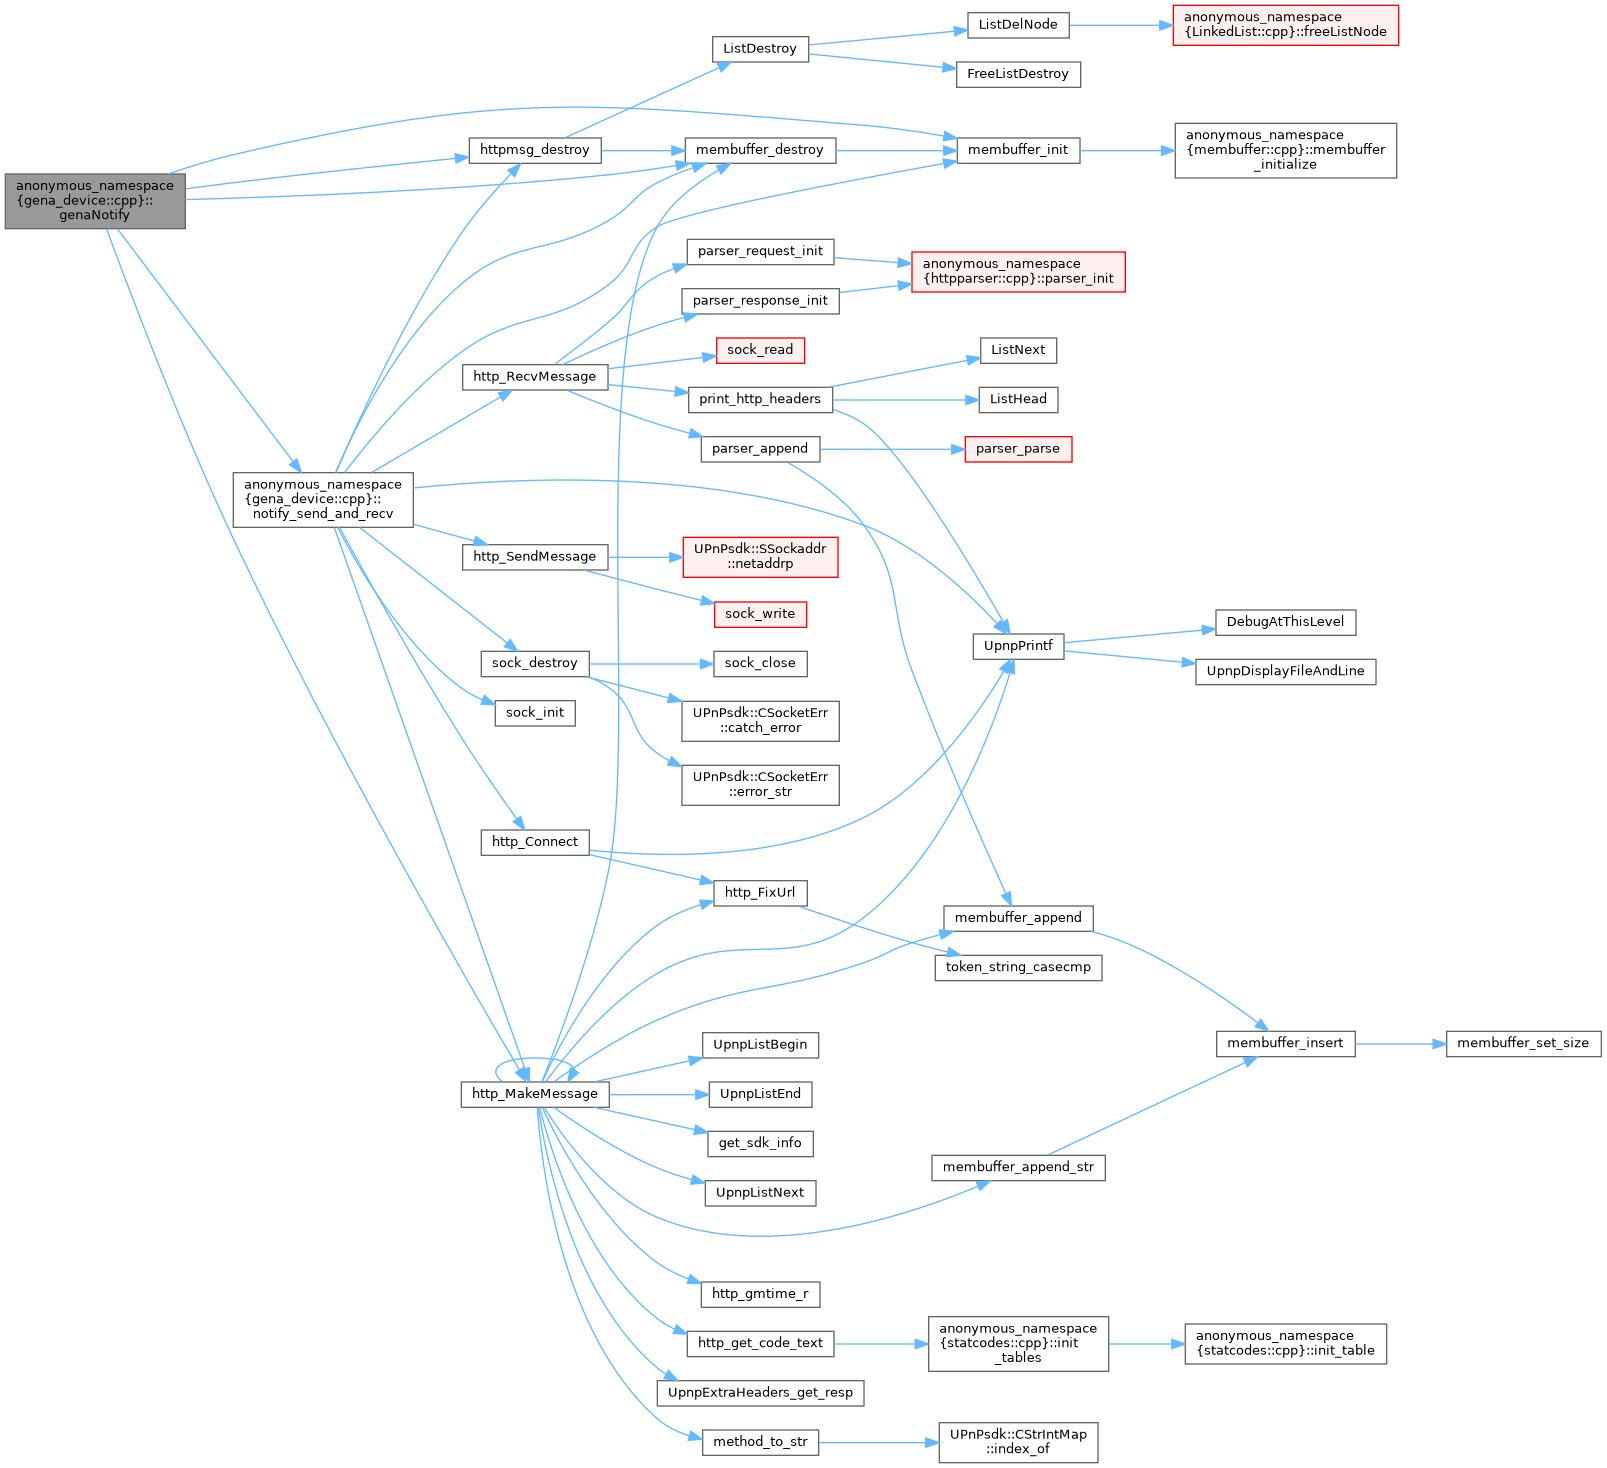 anonymous_namespace
{gena_device::cpp}::
genaNotify
anonymous_namespace
{gena_device::cpp}::
notify_send_and_recv
httpmsg_destroy
http_RecvMessage
http_SendMessage
sock_destroy
sock_init
http_Connect
http_MakeMessage
ListDestroy
membuffer_destroy
parser_request_init
parser_response_init
sock_read
print_http_headers
parser_append
UPnPsdk::SSockaddr
::netaddrp
sock_write
sock_close
UPnPsdk::CSocketErr
::catch_error
UPnPsdk::CSocketErr
::error_str
http_FixUrl
UpnpListBegin
UpnpListEnd
get_sdk_info
UpnpListNext
http_gmtime_r
http_get_code_text
UpnpExtraHeaders_get_resp
method_to_str
ListDelNode
FreeListDestroy
membuffer_init
anonymous_namespace
{httpparser::cpp}::parser_init
ListNext
ListHead
parser_parse
UpnpPrintf
membuffer_append
token_string_casecmp
membuffer_append_str
anonymous_namespace
{statcodes::cpp}::init
_tables
UPnPsdk::CStrIntMap
::index_of
anonymous_namespace
{LinkedList::cpp}::freeListNode
anonymous_namespace
{membuffer::cpp}::membuffer
_initialize
DebugAtThisLevel
UpnpDisplayFileAndLine
membuffer_insert
anonymous_namespace
{statcodes::cpp}::init_table
membuffer_set_size